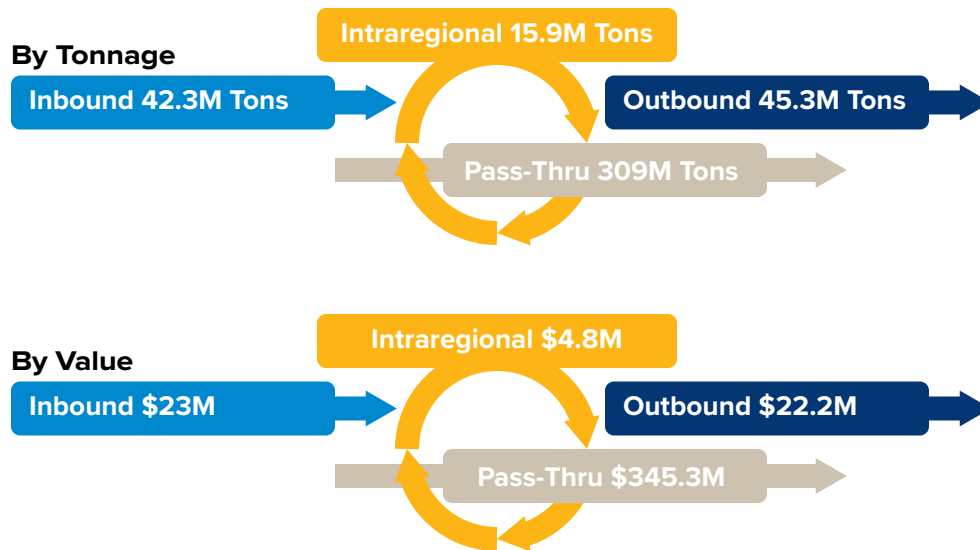 Intraregional 15.9M Tons
By Tonnage
Inbound 42.3M Tons
Outbound 45.3M Tons
Pass-Thru 309M Tons
Intraregional $4.8M
By Value
Inbound $23M
Outbound $22.2M
Pass-Thru $345.3M